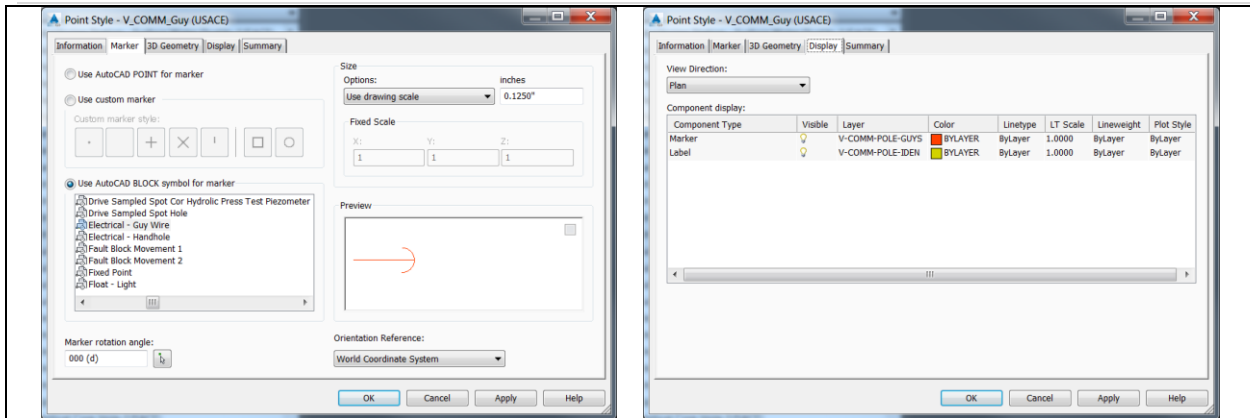 Point Style - V_COMM_Guy (USACE)
Information Marker 3D Geometry Display Summary
Use AutoCAD POINT for marker
Use custom marker
Custom marker style:
Use AutoCAD BLOCK symbol for marker
Drive Sampled Spot Cor Hydrolic Press Test Piezometer
Drive Sampled Spot Hole
Electrical - Guy Wire
Electrical - Handhole
Fault Block Movement 1
Fault Block Movement 2
Fixed Point
Float - Light
Marker rotation angle:
000 (d)
Size
Options: inches
Use drawing scale 0.1250"
Fixed Scale
X: Y: Z:
1 1 1
Preview
Orientation Reference:
World Coordinate System
OK Cancel Apply Help
Point Style - V_COMM_Guy (USACE)
Information Marker 3D Geometry Display Summary
View Direction:
Plan
Component display:
Component Type Visible Layer Color Linetype LT Scale Lineweight Plot Style
Marker V-COMM-POLE-GUYS BYLAYER ByLayer 1.0000 ByLayer ByLayer
Label V-COMM-POLE-IDEN BYLAYER ByLayer 1.0000 ByLayer ByLayer
OK Cancel Apply Help